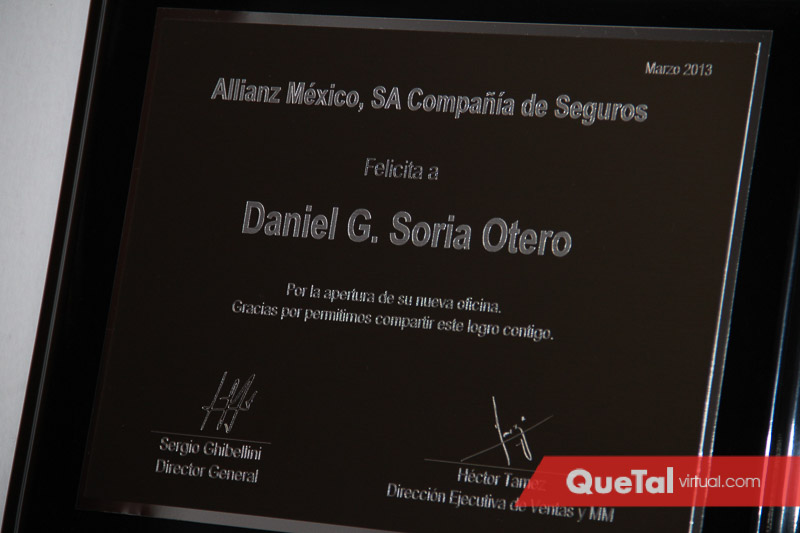 Marzo 2013
Allianz México, SA Compañía de Seguros
Felicita a
Daniel G. Soria Otero
Por la apertura de su nueva oficina.
Gracias por permitirnos compartir este logro contigo.
Sergio Ghibellini
Director General
Héctor
Dirección Ejecutiva de Ventas y MM
QueTal virtual.com